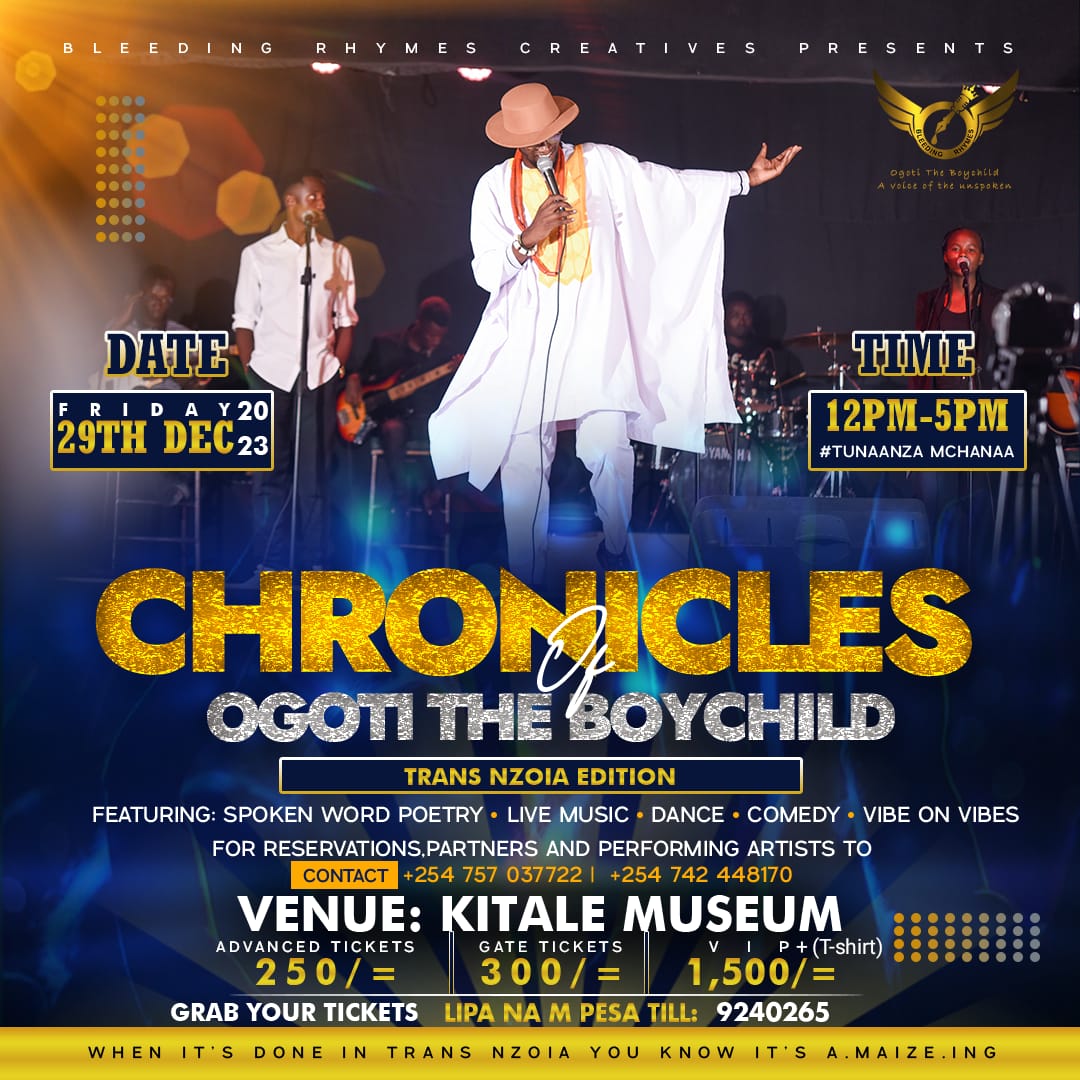 BLEEDING RHYMES CREATIVES PRESENTS
BLEEDING RHYMES
Ogoti The Boychild
A voice of the unspoken
DATE
FRIDAY 2023
29TH DEC
TIME
12PM-5PM
#TUNAANZA MCHANAA
YAMAHA
CHRONICLES
Of
OGOTI THE BOYCHILD
TRANS NZOIA EDITION
FEATURING: SPOKEN WORD POETRY • LIVE MUSIC • DANCE • COMEDY • VIBE ON VIBES
FOR RESERVATIONS,PARTNERS AND PERFORMING ARTISTS TO
CONTACT +254 757 037722 | +254 742 448170
VENUE: KITALE MUSEUM
ADVANCED TICKETS GATE TICKETS VIP+(T-shirt)
250/= 300/= 1,500/=
GRAB YOUR TICKETS LIPA NA M PESA TILL: 9240265
WHEN IT'S DONE IN TRANS NZOIA YOU KNOW IT'S A.MAIZE.ING